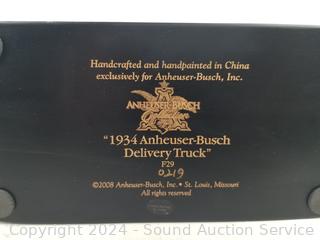 Handcrafted and handpainted in China
exclusively for Anheuser-Busch, Inc.
ANHEUSER-BUSCH
"1934 Anheuser-Busch
Delivery Truck"
F29
0219
©2008 Anheuser-Busch, Inc. • St. Louis, Missouri
All rights reserved
Copyright 2024 - Sound Auction Service